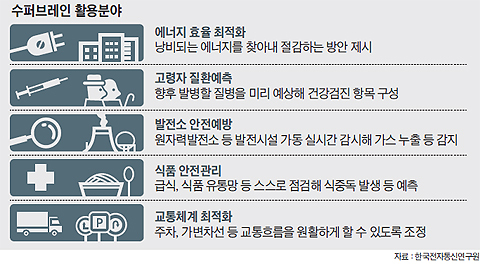 수퍼브레인 활용분야
에너지 효율 최적화
낭비되는 에너지를 찾아내 절감하는 방안 제시
고령자 질환예측
향후 발병할 질병을 미리 예상해 건강검진 항목 구성
발전소 안전예방
원자력발전소 등 발전시설 가동 실시간 감시해 가스 누출 등 감지
식품 안전관리
급식, 식품 유통망 등 스스로 점검해 식중독 발생 등 예측
교통체계 최적화
주차, 가변차선 등 교통흐름을 원활하게 할 수 있도록 조정
P
자료 : 한국전자통신연구원